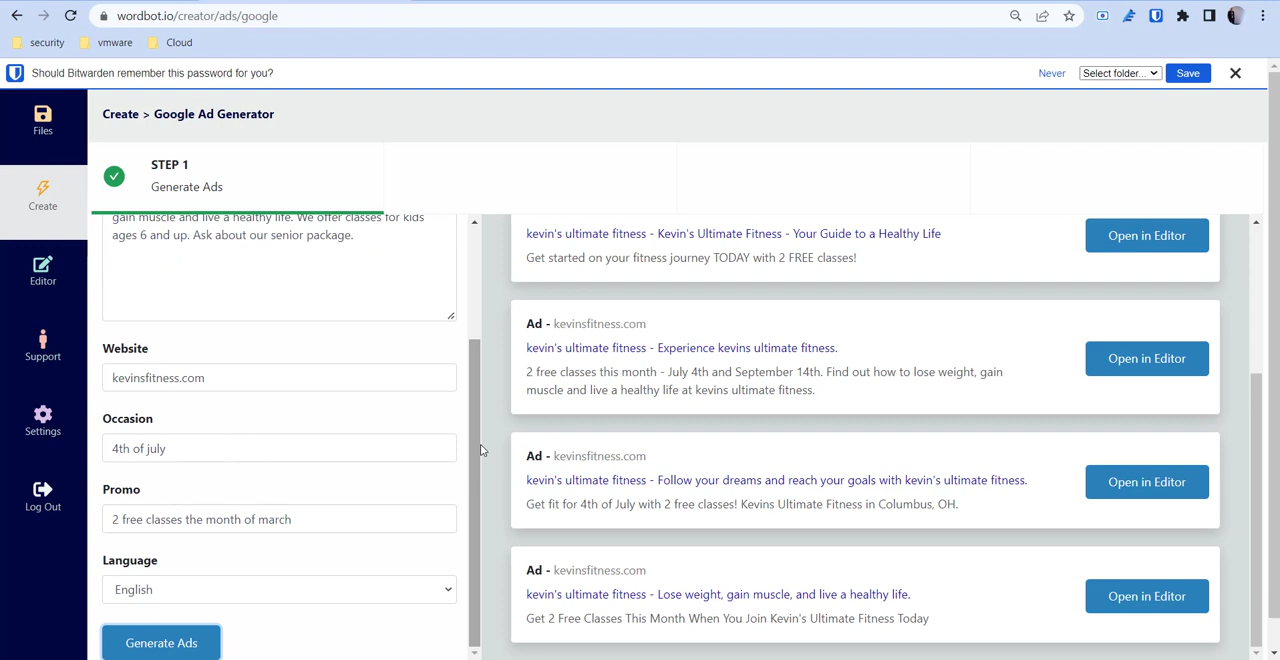 wordbot.io/creator/ads/google
security
vmware
Cloud
Should Bitwarden remember this password for you?
Never
Select folder...
Save
Files
Create
Editor
Support
Settings
Log Out
Create > Google Ad Generator
STEP 1
Generate Ads
gain muscle and live a healthy life. We offer classes for kids
ages 6 and up. Ask about our senior package.
Website
kevinsfitness.com
Occasion
4th of july
Promo
2 free classes the month of march
Language
English
Generate Ads
kevin's ultimate fitness - Kevin's Ultimate Fitness - Your Guide to a Healthy Life
Get started on your fitness journey TODAY with 2 FREE classes!
Open in Editor
Ad - kevinsfitness.com
kevin's ultimate fitness - Experience kevins ultimate fitness.
2 free classes this month - July 4th and September 14th. Find out how to lose weight, gain
muscle and live a healthy life at kevins ultimate fitness.
Open in Editor
Ad - kevinsfitness.com
kevin's ultimate fitness - Follow your dreams and reach your goals with kevin's ultimate fitness.
Get fit for 4th of July with 2 free classes! Kevins Ultimate Fitness in Columbus, OH.
Open in Editor
Ad - kevinsfitness.com
kevin's ultimate fitness - Lose weight, gain muscle, and live a healthy life.
Get 2 Free Classes This Month When You Join Kevin's Ultimate Fitness Today
Open in Editor